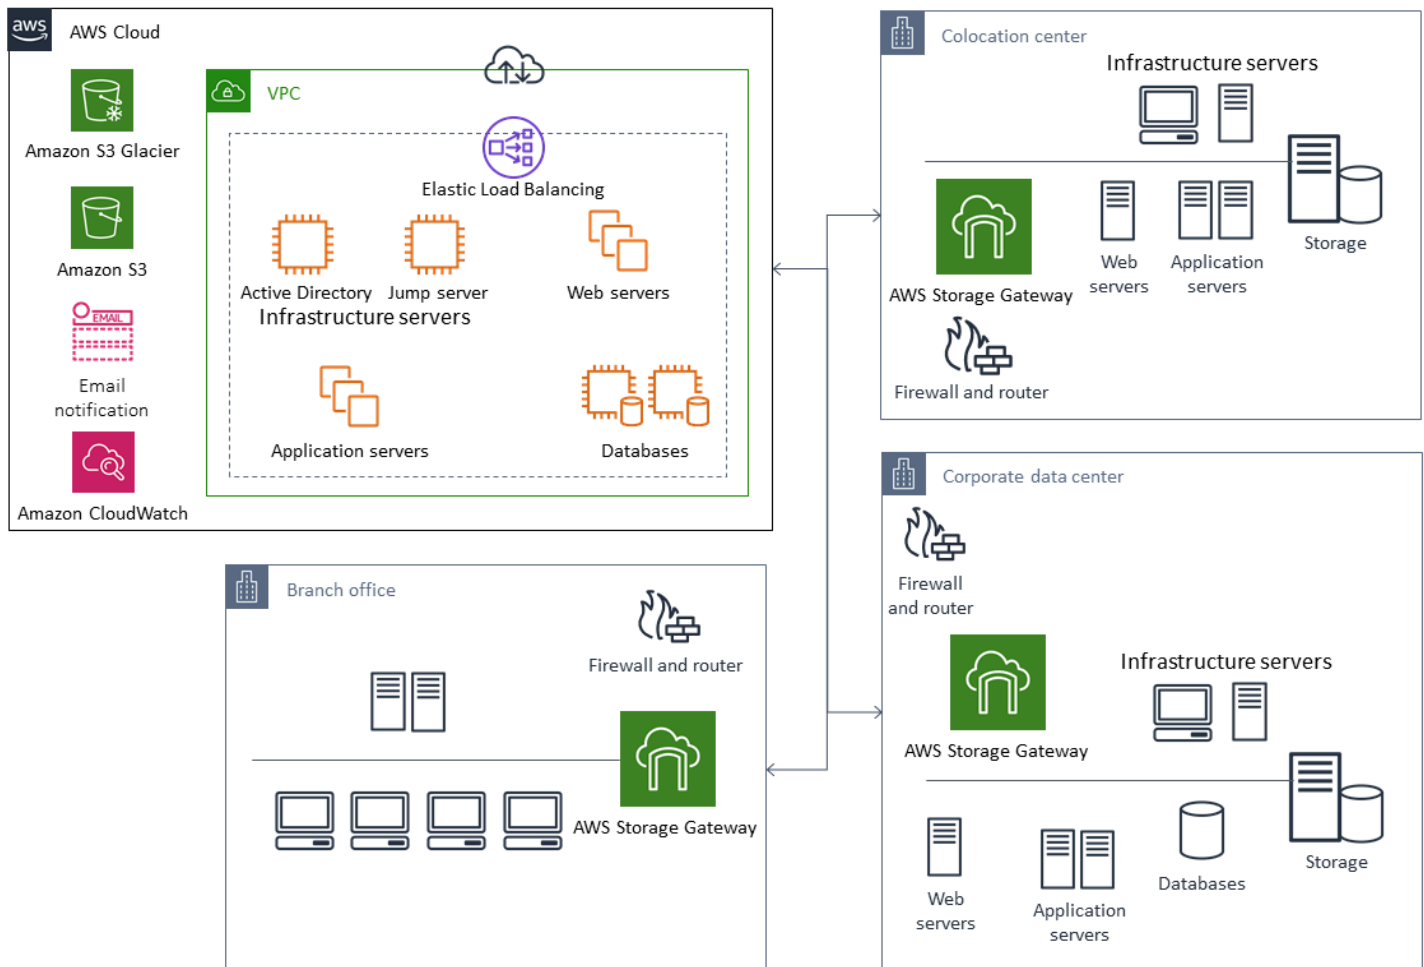 aws
AWS Cloud
Amazon S3 Glacier
Amazon S3
EMAIL
Email
notification
Amazon CloudWatch
VPC
Elastic Load Balancing
Active Directory
Jump server
Web servers
Infrastructure servers
Application servers
Databases
Colocation center
Infrastructure servers
AWS Storage Gateway
Web
servers
Application
servers
Storage
Firewall and router
Branch office
Firewall and router
AWS Storage Gateway
Corporate data center
Firewall
and router
AWS Storage Gateway
Infrastructure servers
Web
servers
Application
servers
Databases
Storage